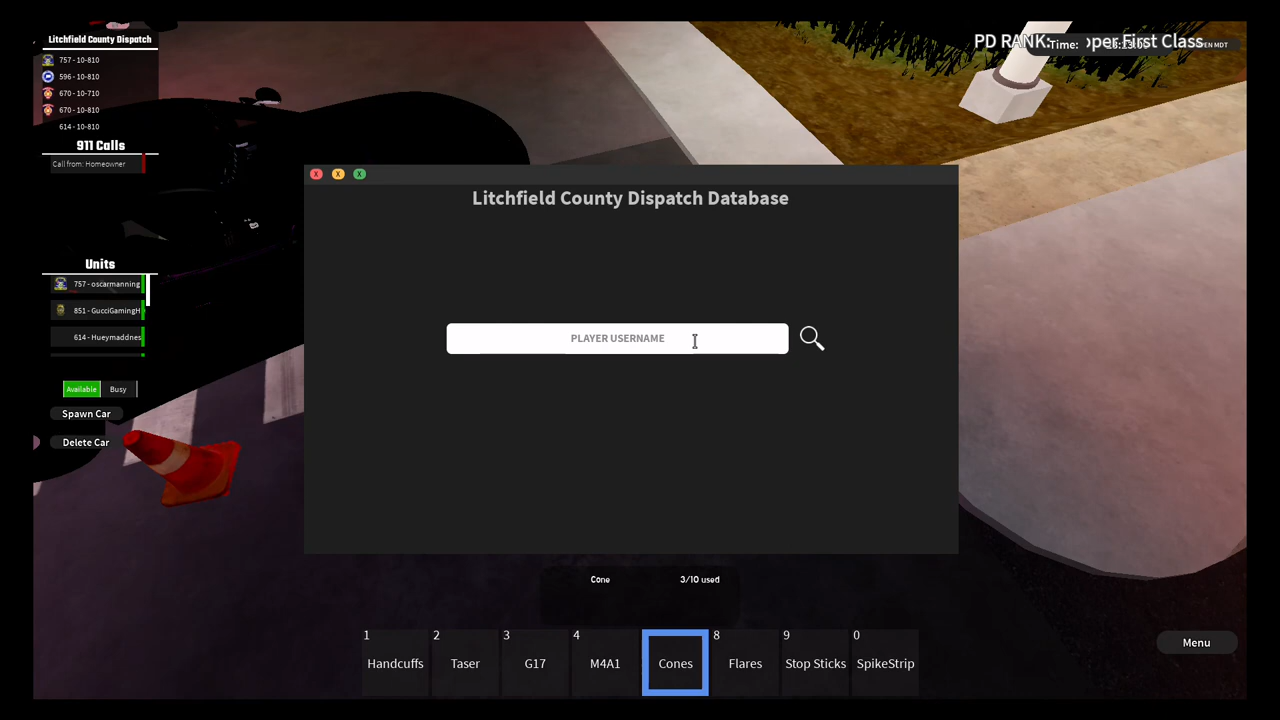 Litchfield County Dispatch
757 - 10-810
596 - 10-810
670 - 10-710
670 - 10-810
614 - 10-810
911 Calls
Call from: Homeowner
Units
757 - oscarmanning
851 - GucciGamingH
614 - Hueymaddnes
Available Busy
Spawn Car
Delete Car
PD RANK: oper First Class
Time:
EN MDT
X X X
Litchfield County Dispatch Database
PLAYER USERNAME
Cone 3/10 used
1 2 3 4 8 9 0
Handcuffs Taser G17 M4A1 Cones Flares Stop Sticks SpikeStrip
Menu